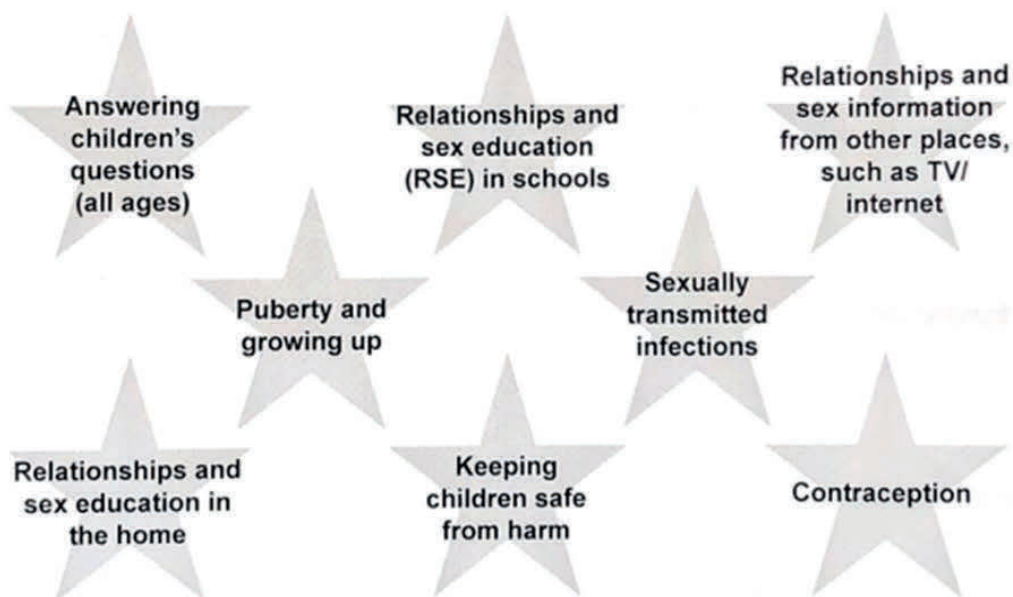 Answering
children's
questions
(all ages)
Relationships and
sex education
(RSE) in schools
Relationships and
sex information
from other places,
such as TV/
internet
Puberty and
growing up
Sexually
transmitted
infections
Relationships and
sex education in
the home
Keeping
children safe
from harm
Contraception